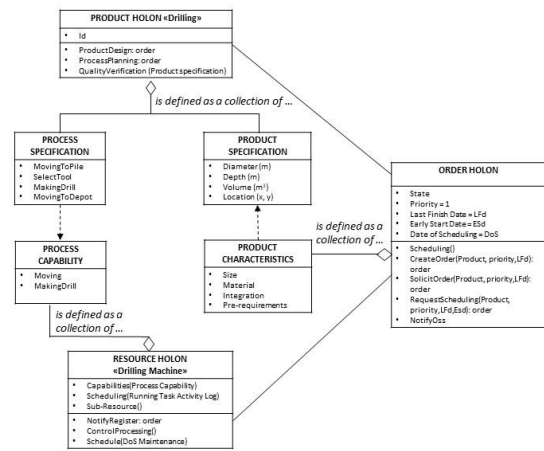 PRODUCT HOLON «Drilling»
• Id
• ProductDesign: order
• ProcessPlanning: order
• QualityVerification (Product specification)
is defined as a collection of ...
PROCESS
SPECIFICATION
• MovingToPile
• SelectTool
• MakingDrill
• MovingToDepot
PRODUCT
SPECIFICATION
• Diameter (m)
• Depth (m)
• Volume (m³)
• Location (x, y)
ORDER HOLON
• State
• Priority = 1
• Last Finish Date = LFd
• Early Start Date = ESd
• Date of Scheduling = DoS
• Scheduling()
• CreateOrder(Product, priority,LFd):
order
• SolicitOrder(Product, priority,LFd):
order
• RequestScheduling(Product,
priority,LFd,Esd): order
• NotifyOss
is defined as a
collection of ...
PROCESS
CAPABILITY
• Moving
• MakingDrill
PRODUCT
CHARACTERISTICS
• Size
• Material
• Integration
• Pre-requirements
is defined as a
collection of ...
RESOURCE HOLON
«Drilling Machine»
• Capabilities(Process Capability)
• Scheduling(Running Task Activity Log)
• Sub-Resource()
• NotifyRegister: order
• ControlProcessing()
• Schedule(DoS Maintenance)